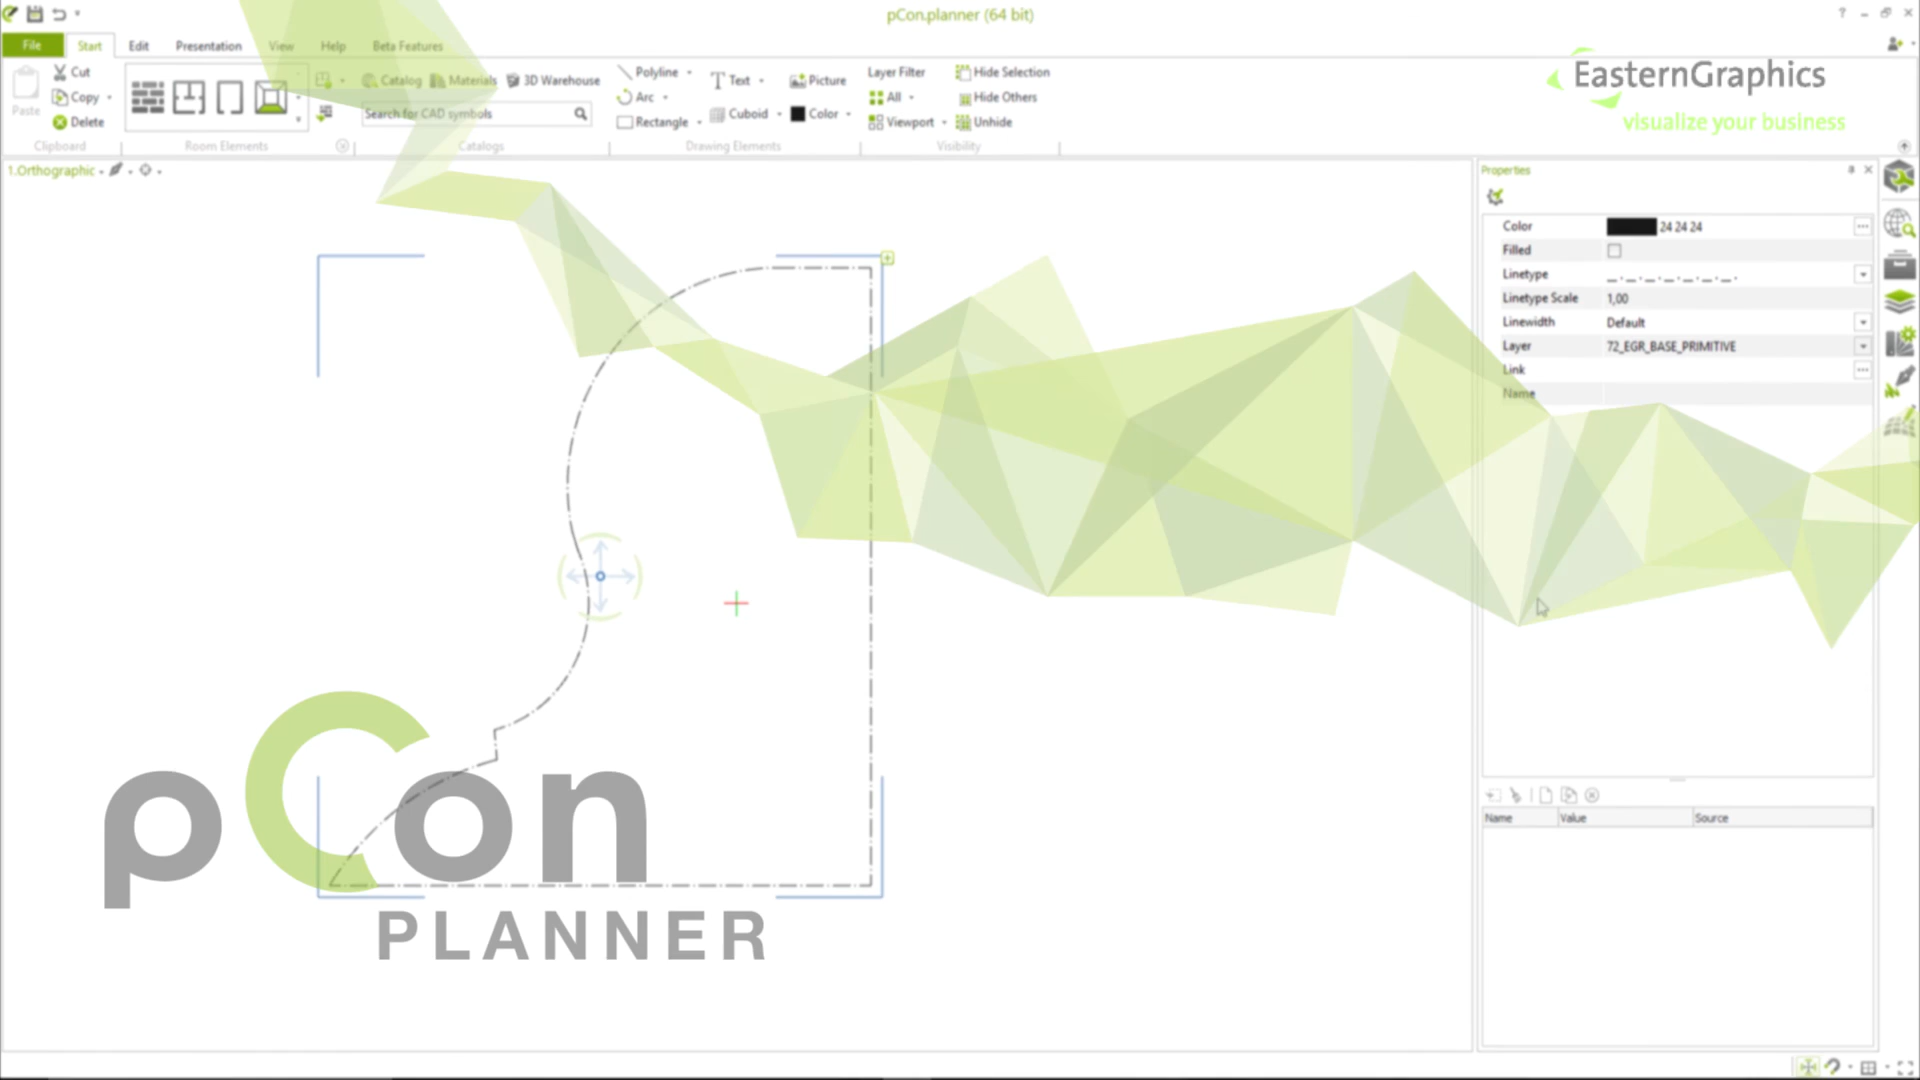 pCon.planner (64 bit)
File Start Edit Presentation View Help Beta Features
Cut
Copy
Delete
Paste
Clipboard
Room Elements
Catalog Materials 3D Warehouse
Search for CAD symbols
Catalogs
Polyline Text Picture
Arc
Rectangle Cuboid Color
Drawing Elements
Layer Filter Hide Selection
All Hide Others
Viewport Unhide
Visibility
EasternGraphics
visualize your business
1.Orthographic
Properties
Color 24 24 24
Filled
Linetype
Linetype Scale 1,00
Linewidth Default
Layer 72_EGR_BASE_PRIMITIVE
Link
Name
Name Value Source
pCon
PLANNER